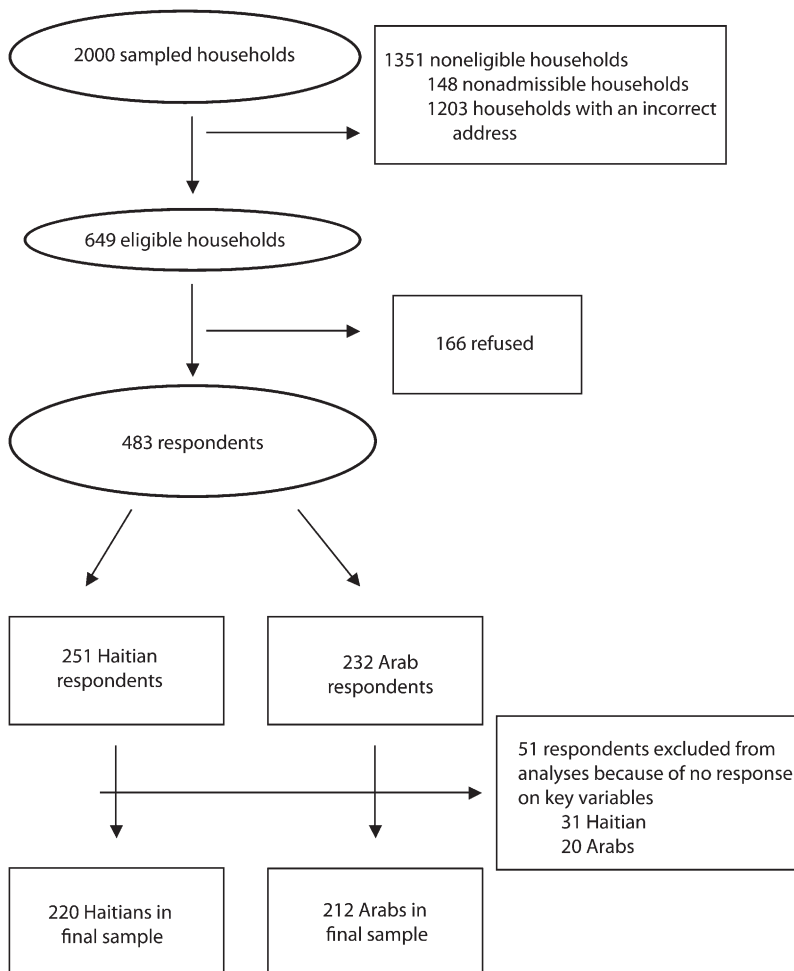 2000 sampled households
1351 noneligible households
148 nonadmissible households
1203 households with an incorrect
address
649 eligible households
166 refused
483 respondents
251 Haitian
respondents
232 Arab
respondents
51 respondents excluded from
analyses because of no response
on key variables
31 Haitian
20 Arabs
220 Haitians in
final sample
212 Arabs in
final sample